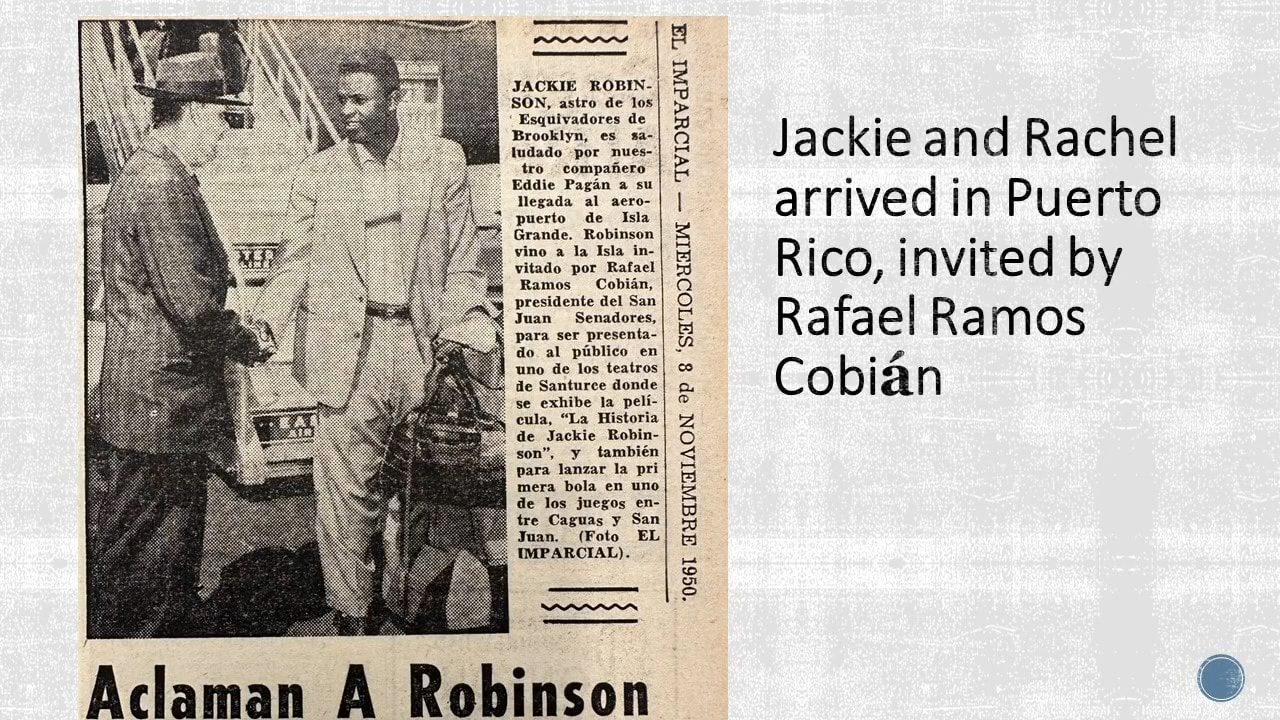 JACKIE ROBIN-
SON, astro de los
Esquivadores de
Brooklyn, es sa-
ludado por nues-
tro compañero
Eddie Pagán a su
llegada al aero-
puerto de Isla
Grande. Robinson
vino a la Isla in-
vitado por Rafael
Ramos Cobián,
presidente del San
Juan Senadores,
para ser presenta-
do al público en
uno de los teatros
de Santurce donde
se exhibe la pelí-
cula, "La Historia
de Jackie Robin-
son", y también
para lanzar la pri
mera bola en uno
de los juegos en-
tre Caguas y San
Juan. (Foto EL
IMPARCIAL).
EL IMPARCIAL — MIERCOLES, 8 de NOVIEMBRE 1950.
Aclaman A Robinson
Jackie and Rachel
arrived in Puerto
Rico, invited by
Rafael Ramos
Cobián